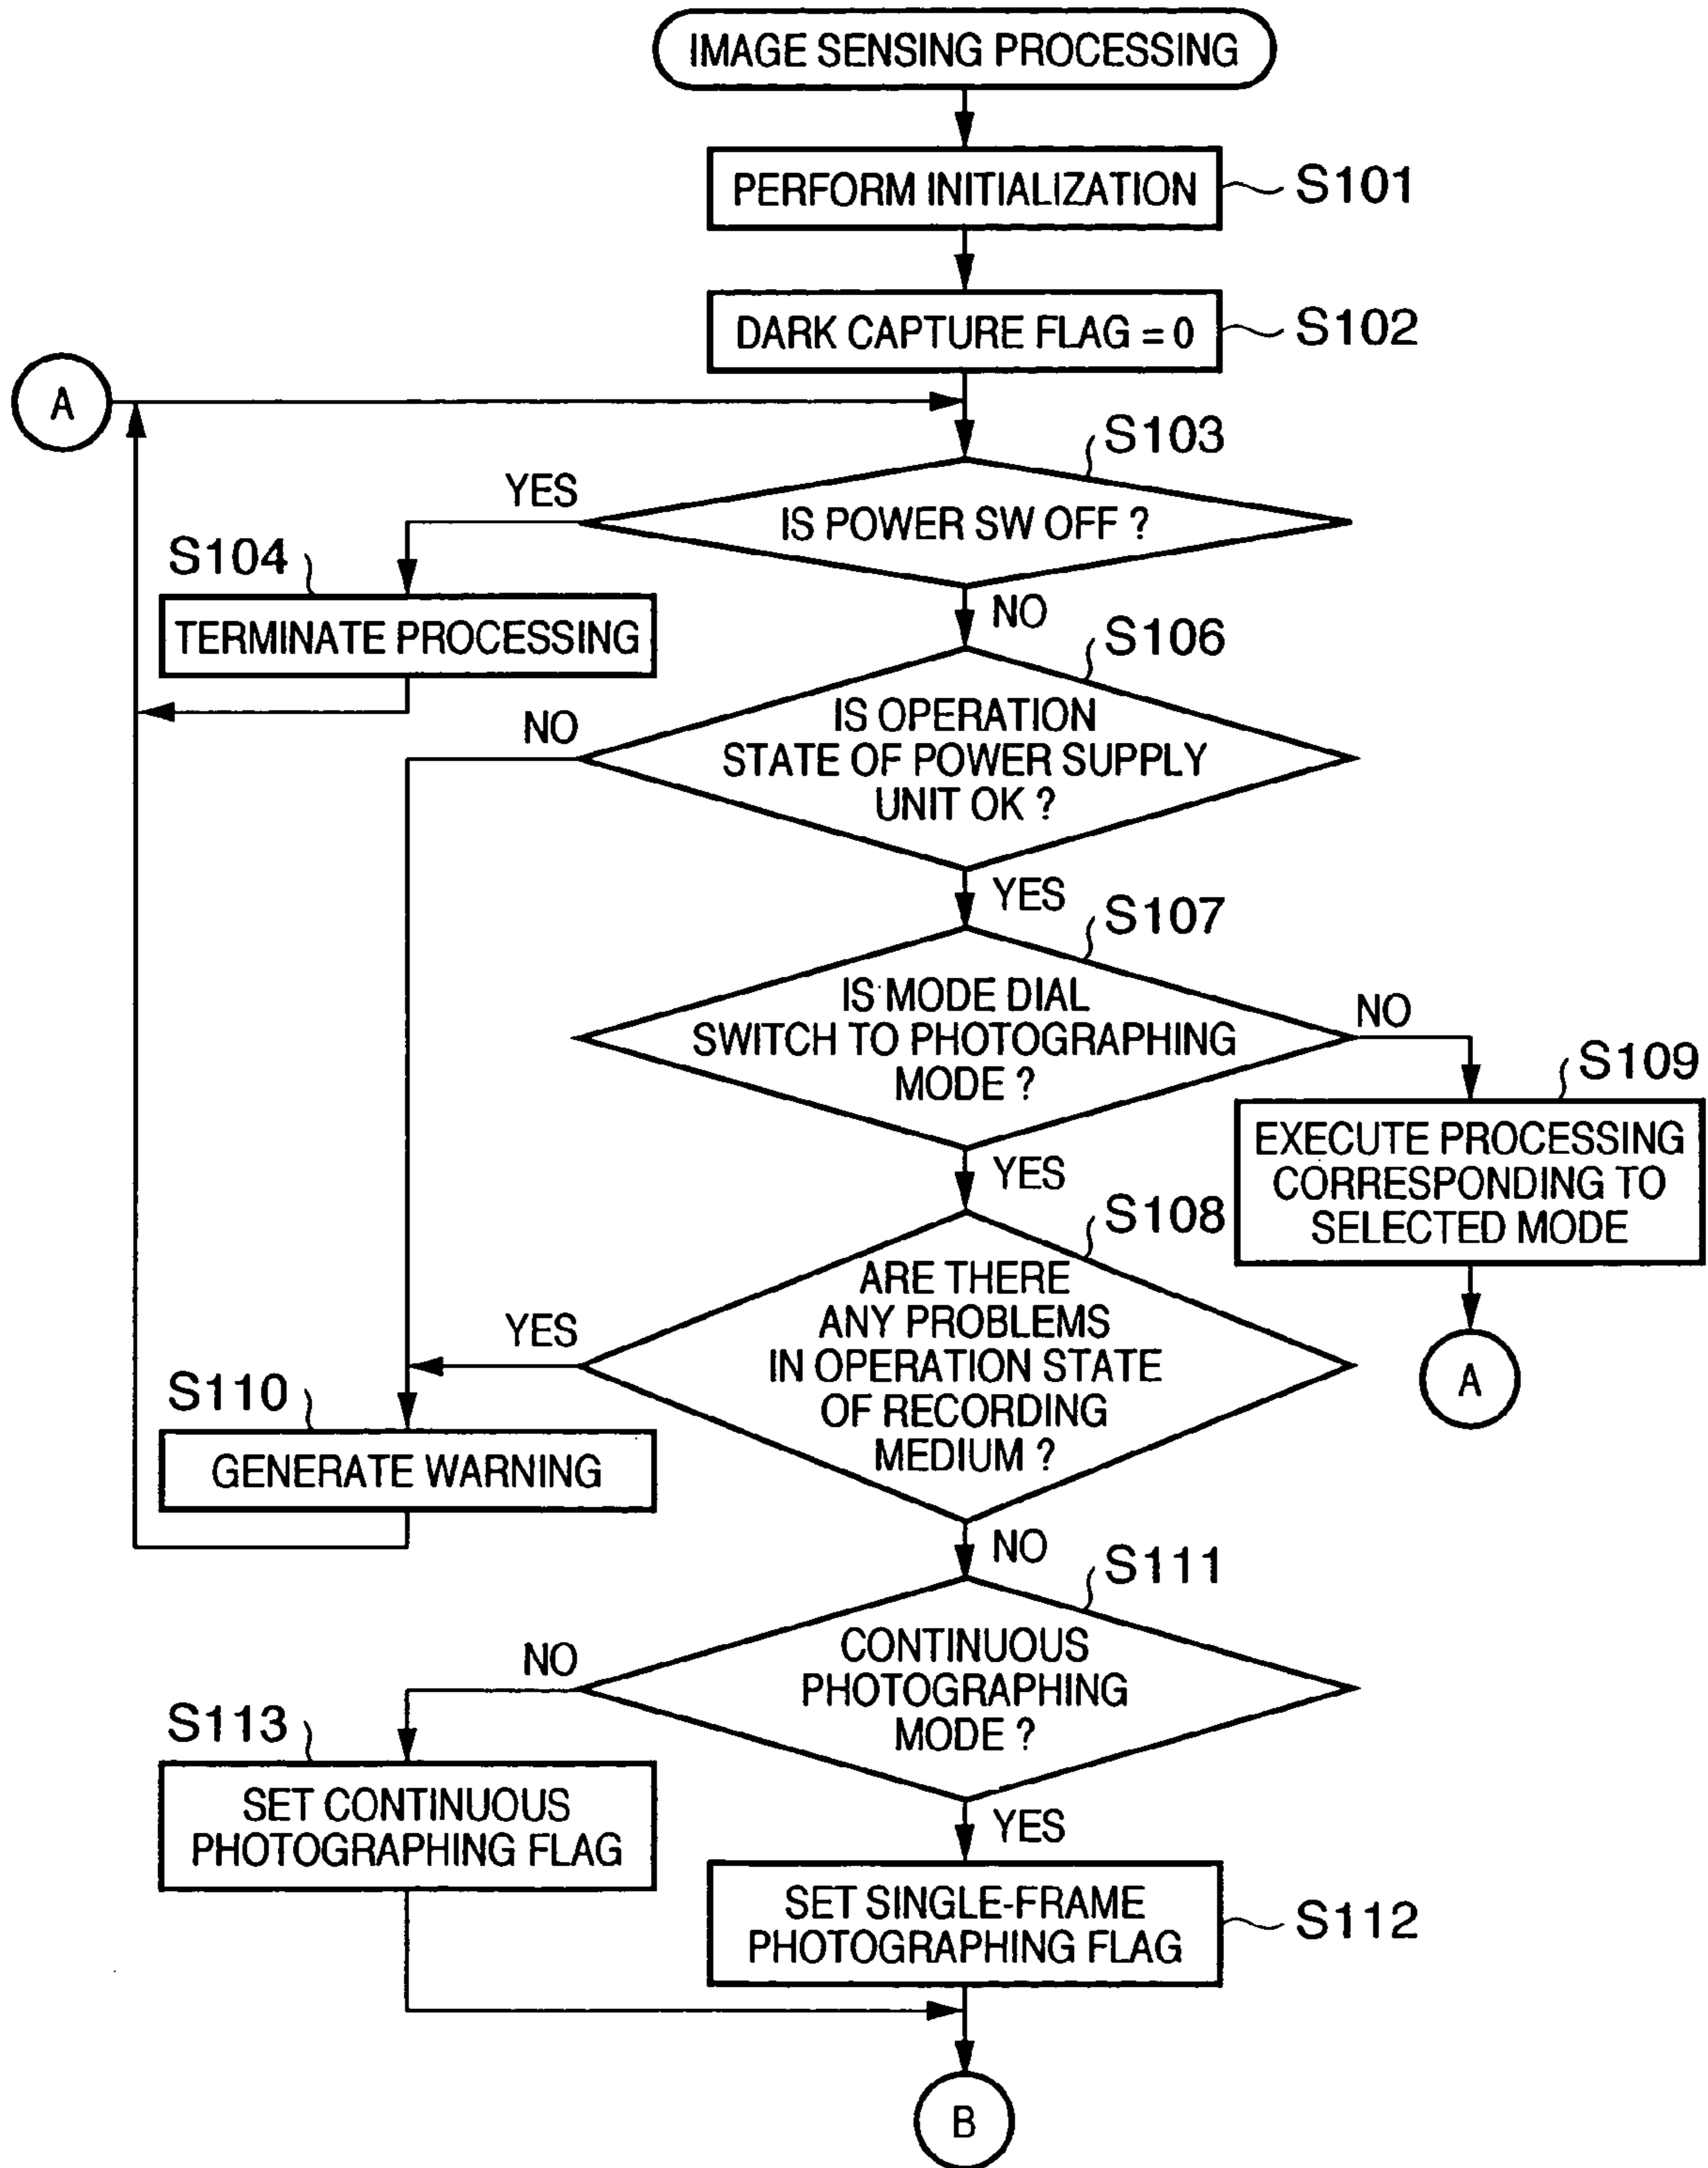 IMAGE SENSING PROCESSING
PERFORM INITIALIZATION
S101
DARK CAPTURE FLAG = 0
S102
A
S103
YES
IS POWER SW OFF ?
S104
NO
TERMINATE PROCESSING
S106
NO
IS OPERATION
STATE OF POWER SUPPLY
UNIT OK ?
YES
S107
IS MODE DIAL
SWITCH TO PHOTOGRAPHING
MODE ?
NO
S109
EXECUTE PROCESSING
CORRESPONDING TO
SELECTED MODE
A
YES
S108
ARE THERE
ANY PROBLEMS
IN OPERATION STATE
OF RECORDING
MEDIUM ?
YES
S110
GENERATE WARNING
NO
S111
CONTINUOUS
PHOTOGRAPHING
MODE ?
NO
S113
SET CONTINUOUS
PHOTOGRAPHING FLAG
YES
SET SINGLE-FRAME
PHOTOGRAPHING FLAG
S112
B